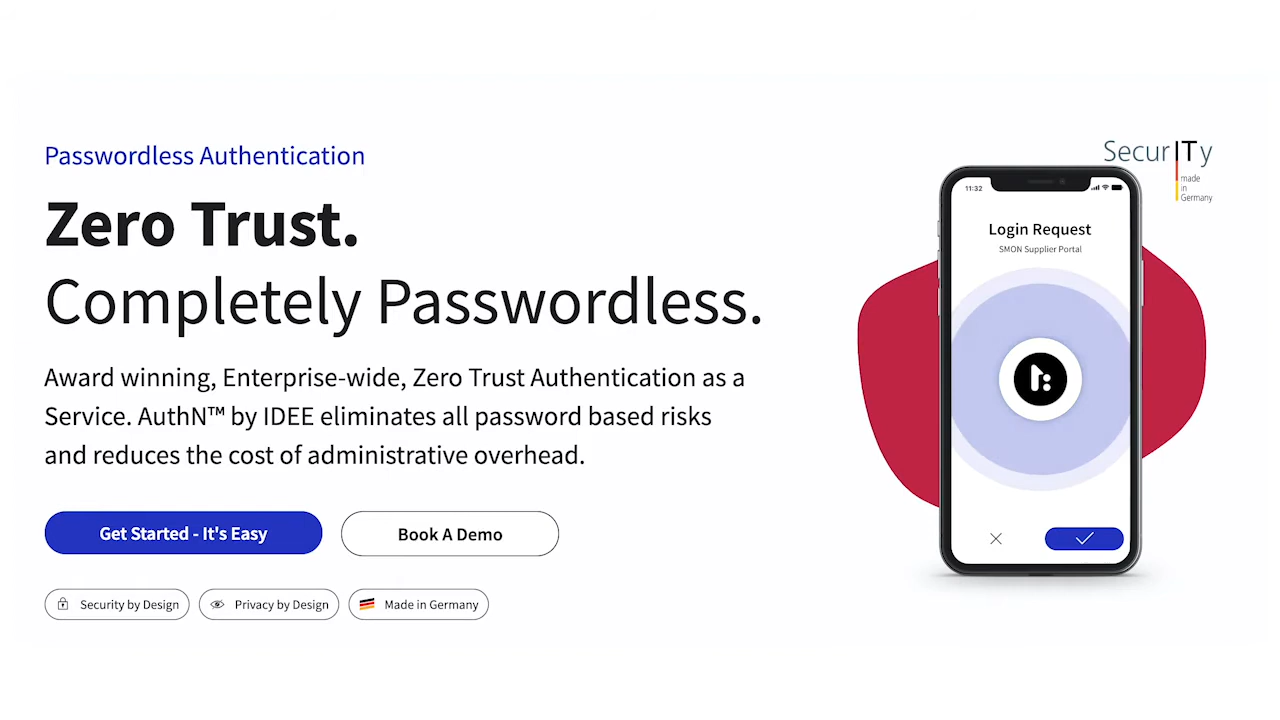 Passwordless Authentication
Zero Trust.
Completely Passwordless.
Award winning, Enterprise-wide, Zero Trust Authentication as a
Service. AuthN™ by IDEE eliminates all password based risks
and reduces the cost of administrative overhead.
Get Started - It's Easy
Book A Demo
Security by Design
Privacy by Design
Made in Germany
SecurITy
made
in
Germany
11:32
Login Request
SMON Supplier Portal